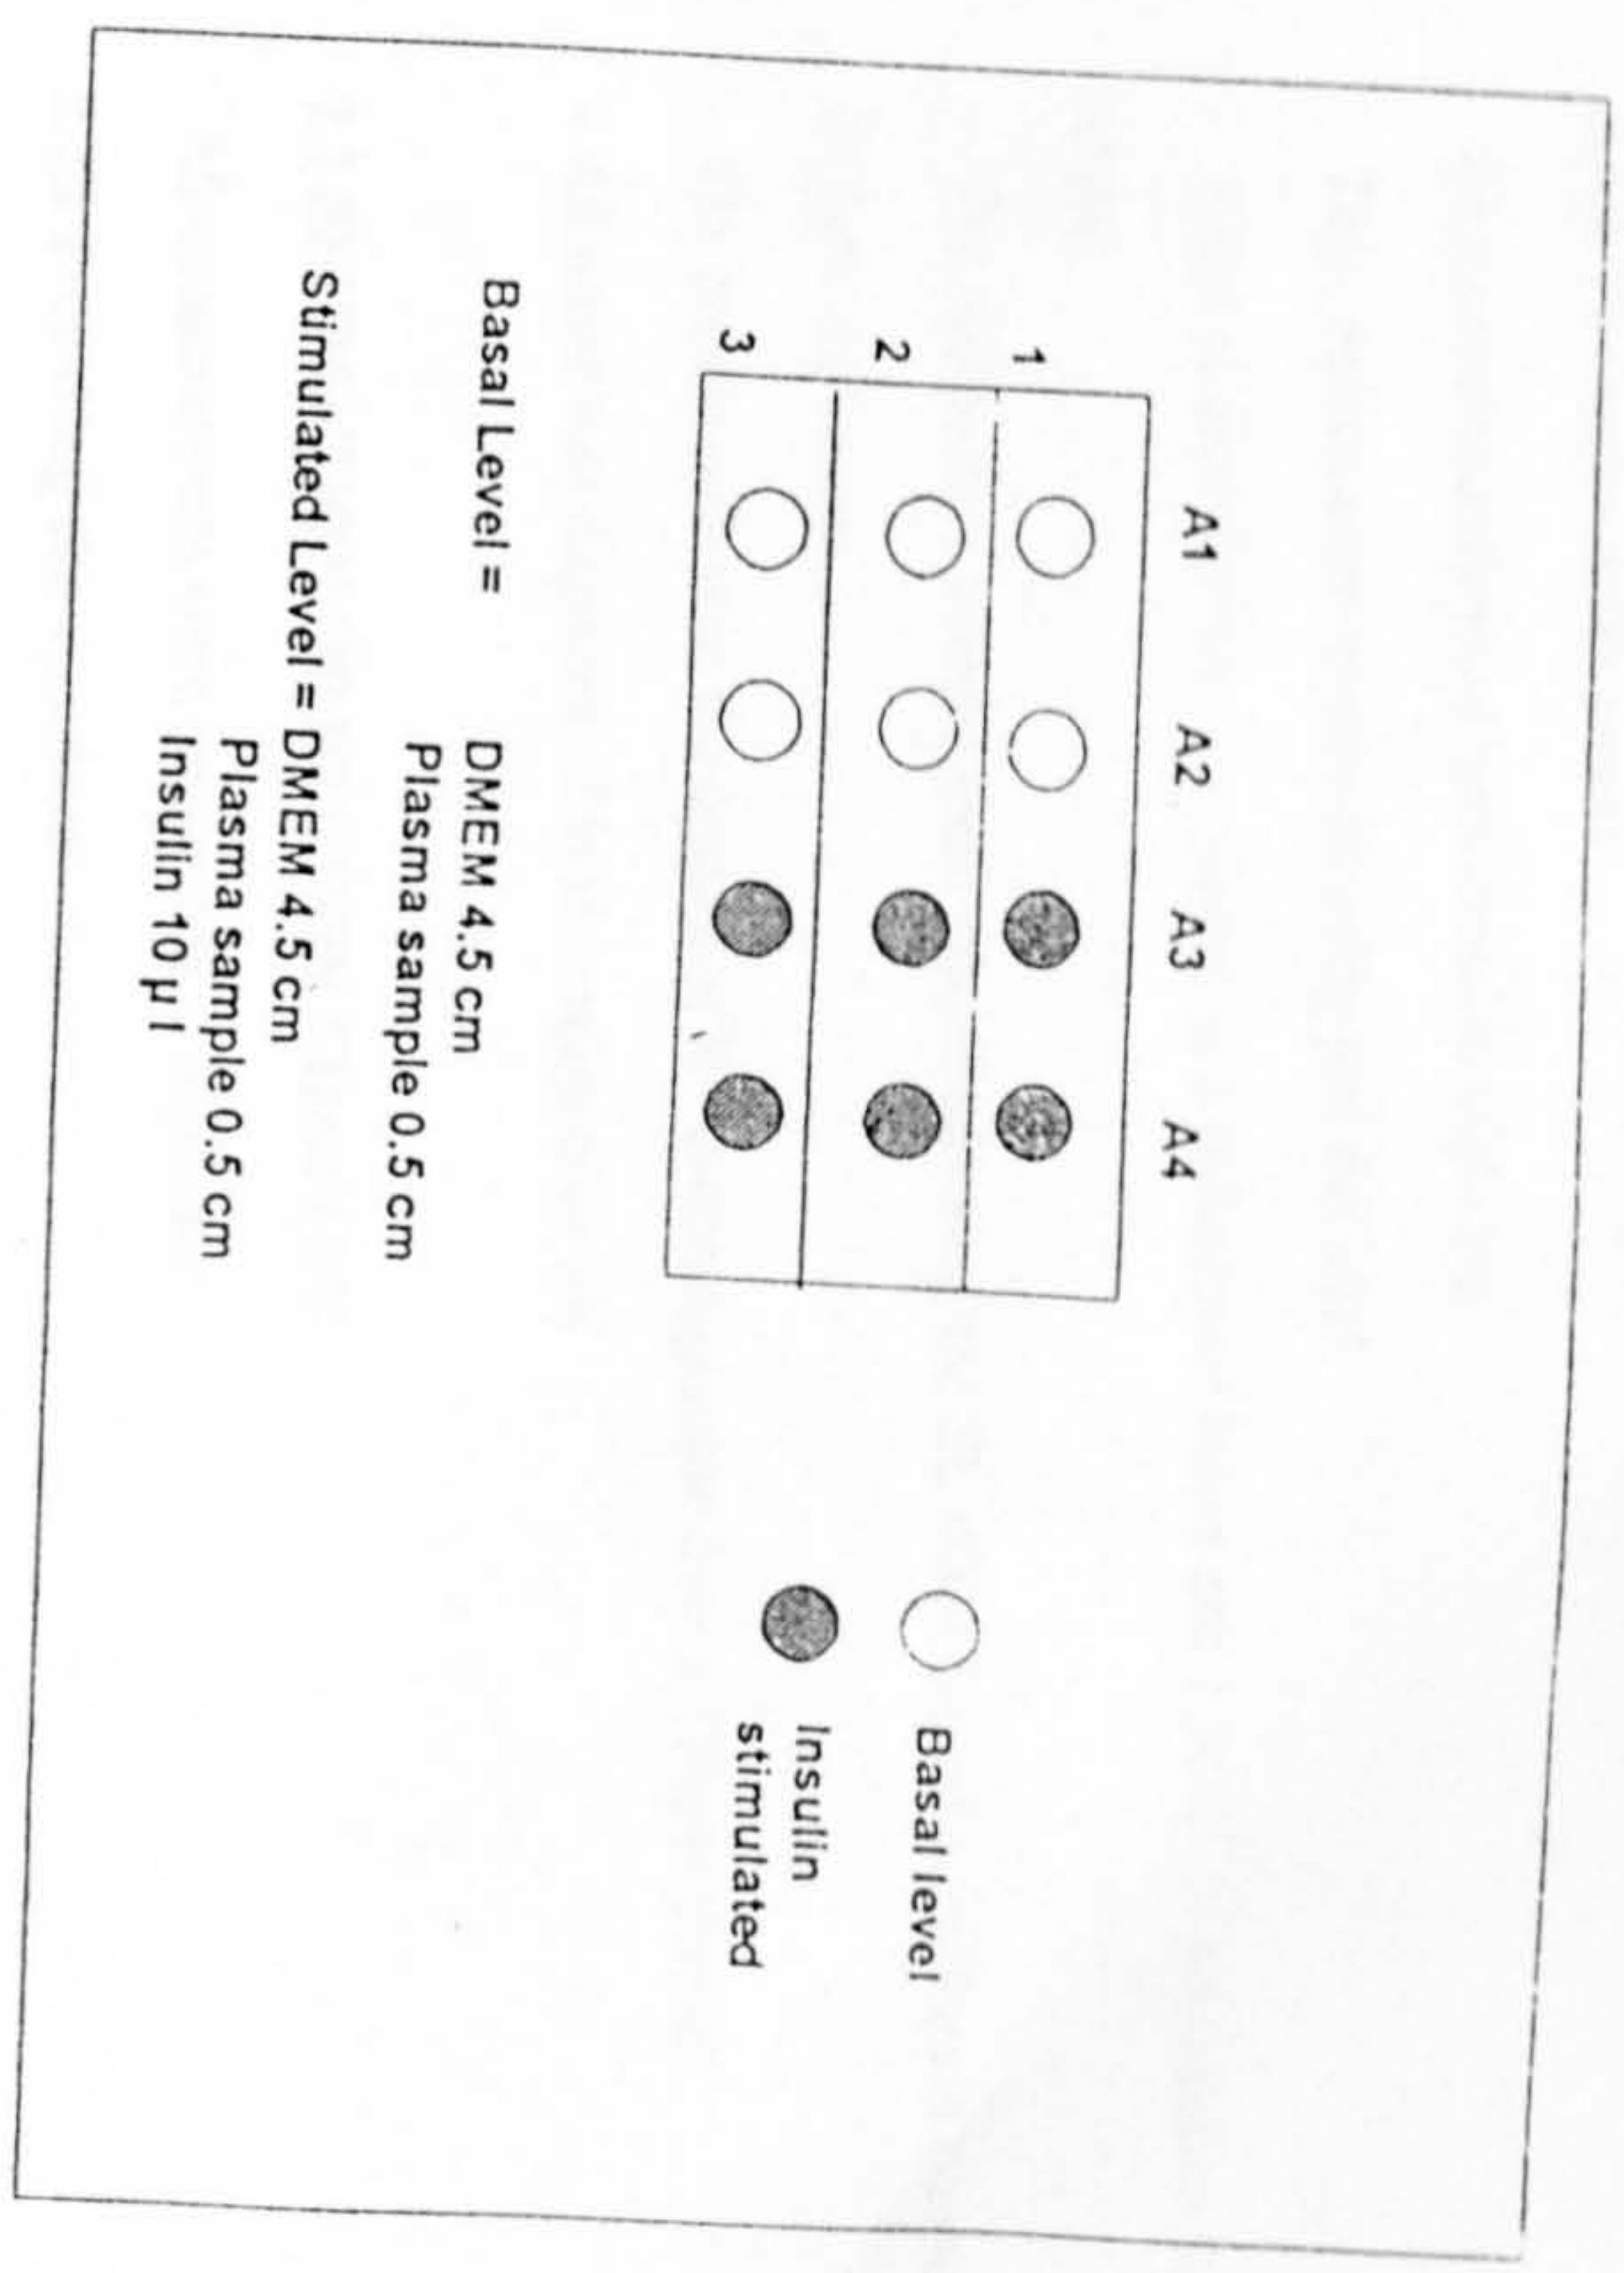 A1 A2 A3 A4
1
2
3
Basal level
Insulin
stimulated
Basal Level = DMEM 4.5 cm
Plasma sample 0.5 cm
Stimulated Level = DMEM 4.5 cm
Plasma sample 0.5 cm
Insulin 10 µl